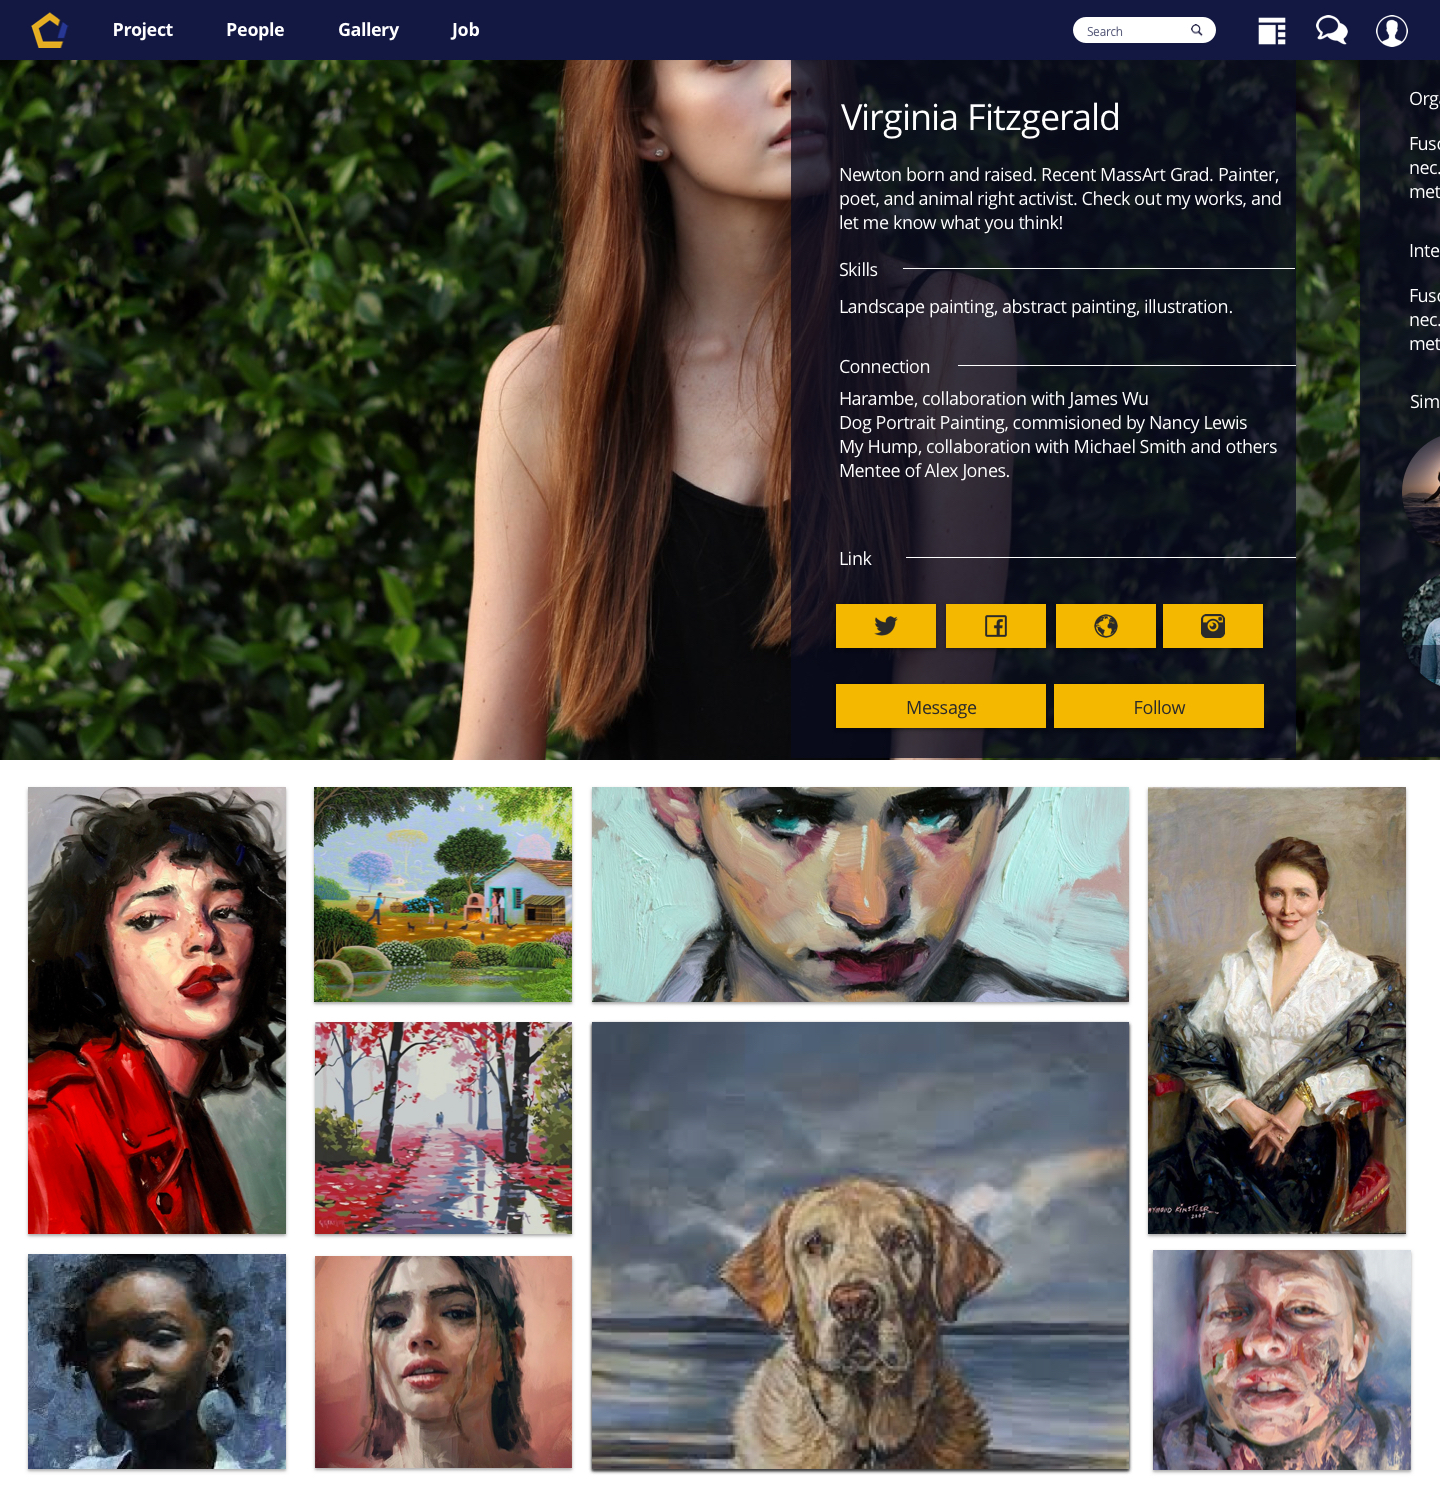 Project People Gallery Job
Search
Virginia Fitzgerald
Newton born and raised. Recent MassArt Grad. Painter,
poet, and animal right activist. Check out my works, and
let me know what you think!
Skills
Landscape painting, abstract painting, illustration.
Connection
Harambe, collaboration with James Wu
Dog Portrait Painting, commisioned by Nancy Lewis
My Hump, collaboration with Michael Smith and others
Mentee of Alex Jones.
Link
Message Follow
Org
Fusc
nec.
met
Inte
Fusc
nec.
met
Sim